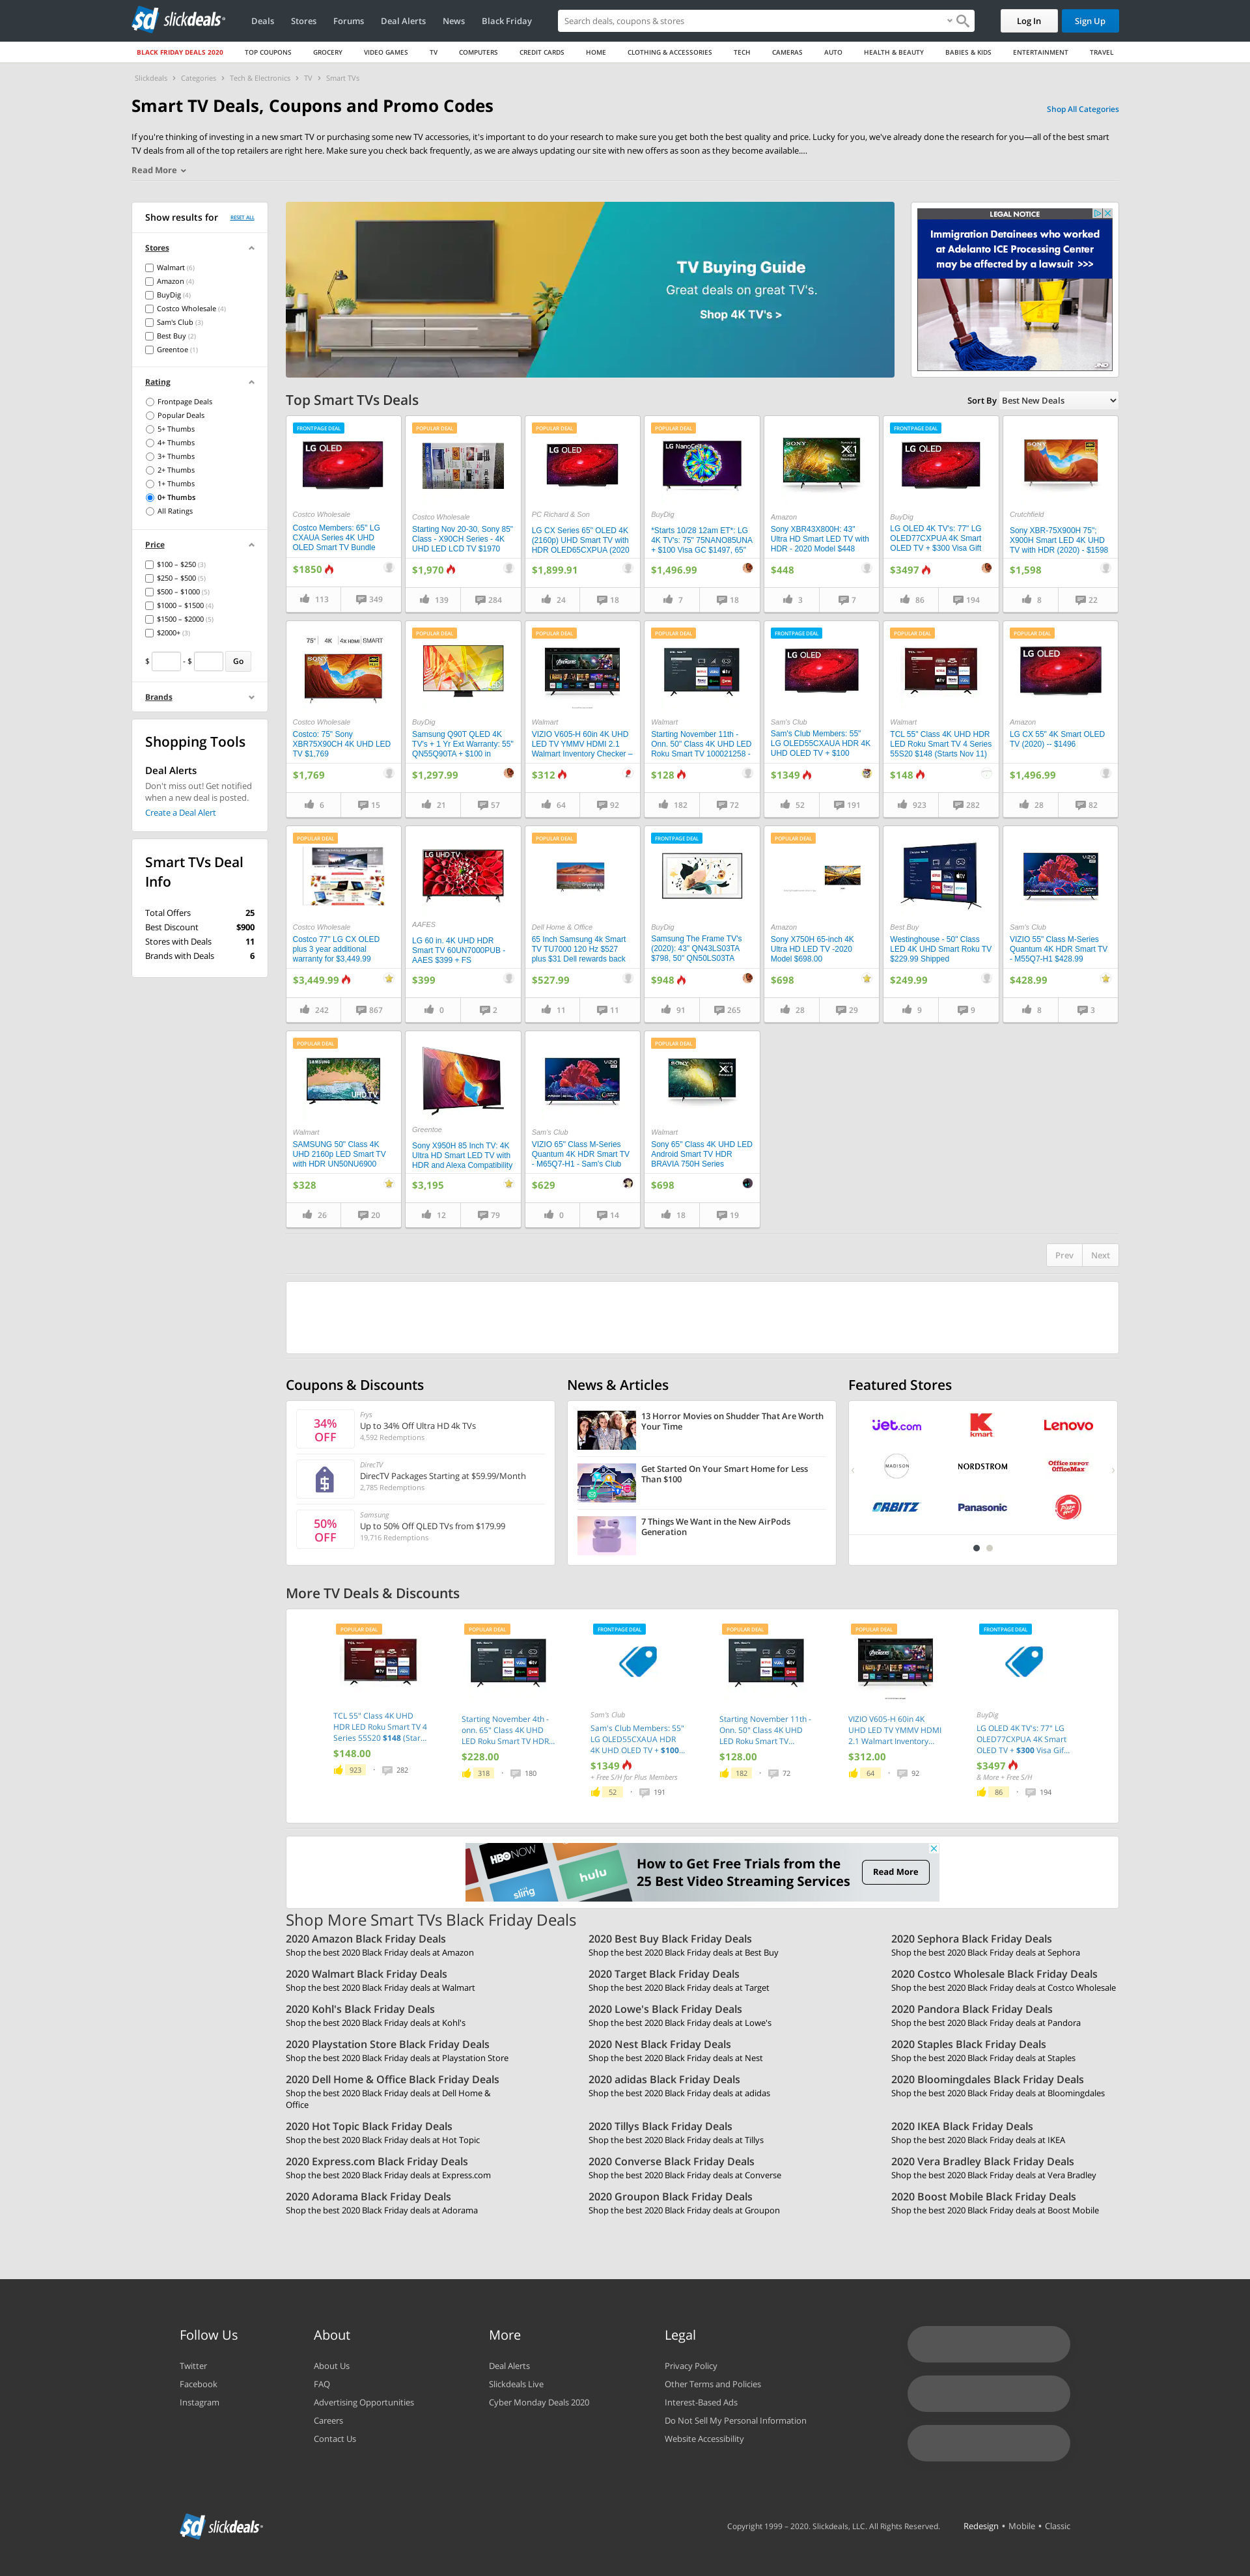 sd slickdeals
Deals Stores Forums Deal Alerts News Black Friday
Search deals, coupons & stores
Log In
Sign Up
BLACK FRIDAY DEALS 2020 TOP COUPONS GROCERY VIDEO GAMES TV COMPUTERS CREDIT CARDS HOME CLOTHING & ACCESSORIES TECH CAMERAS AUTO HEALTH & BEAUTY BABIES & KIDS ENTERTAINMENT TRAVEL
Slickdeals > Categories > Tech & Electronics > TV > Smart TVs
Smart TV Deals, Coupons and Promo Codes
Shop All Categories
If you're thinking of investing in a new smart TV or purchasing some new TV accessories, it's important to do your research to make sure you get both the best quality and price. Lucky for you, we've already done the research for you—all of the best smart
TV deals from all of the top retailers are right here. Make sure you check back frequently, as we are always updating our site with new offers as soon as they become available....
Read More
Show results for RESET ALL
Stores
Walmart (6)
Amazon (4)
BuyDig (4)
Costco Wholesale (4)
Sam's Club (3)
Best Buy (2)
Greentoe (1)
Rating
Frontpage Deals
Popular Deals
5+ Thumbs
4+ Thumbs
3+ Thumbs
2+ Thumbs
1+ Thumbs
0+ Thumbs
All Ratings
Price
$100 – $250 (3)
$250 – $500 (5)
$500 – $1000 (5)
$1000 – $1500 (4)
$1500 – $2000 (5)
$2000+ (3)
$ - $ Go
Brands
Shopping Tools
Deal Alerts
Don't miss out! Get notified
when a new deal is posted.
Create a Deal Alert
Smart TVs Deal
Info
Total Offers 25
Best Discount $900
Stores with Deals 11
Brands with Deals 6
TV Buying Guide
Great deals on great TV's.
Shop 4K TV's >
LEGAL NOTICE
Immigration Detainees who worked
at Adelanto ICE Processing Center
may be affected by a lawsuit >>>
Top Smart TVs Deals
Sort By Best New Deals
FRONTPAGE DEAL
LG OLED
Costco Wholesale
Costco Members: 65" LG
CXAUA Series 4K UHD
OLED Smart TV Bundle
$1850
113 349
POPULAR DEAL
Costco Wholesale
Starting Nov 20-30, Sony 85"
Class - X90CH Series - 4K
UHD LED LCD TV $1970
$1,970
139 284
POPULAR DEAL
LG OLED
PC Richard & Son
LG CX Series 65" OLED 4K
(2160p) UHD Smart TV with
HDR OLED65CXPUA (2020
$1,899.91
24 18
POPULAR DEAL
LG NanoCell
BuyDig
*Starts 10/28 12am ET*: LG
4K TV's: 75" 75NANO85UNA
+ $100 Visa GC $1497, 65"
$1,496.99
7 18
SONY X1
Amazon
Sony XBR43X800H: 43"
Ultra HD Smart LED TV with
HDR - 2020 Model $448
$448
3 7
FRONTPAGE DEAL
LG OLED
BuyDig
LG OLED 4K TV's: 77" LG
OLED77CXPUA 4K Smart
OLED TV + $300 Visa Gift
$3497
86 194
SONY
Crutchfield
Sony XBR-75X900H 75";
X900H Smart LED 4K UHD
TV with HDR (2020) - $1598
$1,598
8 22
75" 4K 4K HDR SMART
SONY
Costco Wholesale
Costco: 75" Sony
XBR75X90CH 4K UHD LED
TV $1,769
$1,769
6 15
POPULAR DEAL
BuyDig
Samsung Q90T QLED 4K
TV's + 1 Yr Ext Warranty: 55"
QN55Q90TA + $100 in
$1,297.99
21 57
POPULAR DEAL
Walmart
VIZIO V605-H 60in 4K UHD
LED TV YMMV HDMI 2.1
Walmart Inventory Checker –
$312
64 92
POPULAR DEAL
Walmart
Starting November 11th -
Onn. 50" Class 4K UHD LED
Roku Smart TV 100021258 -
$128
182 72
FRONTPAGE DEAL
LG OLED
Sam's Club
Sam's Club Members: 55"
LG OLED55CXAUA HDR 4K
UHD OLED TV + $100
$1349
52 191
POPULAR DEAL
Walmart
TCL 55" Class 4K UHD HDR
LED Roku Smart TV 4 Series
55S20 $148 (Starts Nov 11)
$148
923 282
POPULAR DEAL
LG OLED
Amazon
LG CX 55" 4K Smart OLED
TV (2020) -- $1496
$1,496.99
28 82
POPULAR DEAL
Costco Wholesale
Costco 77" LG CX OLED
plus 3 year additional
warranty for $3,449.99
$3,449.99
242 867
LG UHD TV
AAFES
LG 60 in. 4K UHD HDR
Smart TV 60UN7000PUB -
AAES $399 + FS
$399
0 2
POPULAR DEAL
Dell Home & Office
65 Inch Samsung 4k Smart
TV TU7000 120 Hz $527
plus $31 Dell rewards back
$527.99
11 11
FRONTPAGE DEAL
BuyDig
Samsung The Frame TV's
(2020): 43" QN43LS03TA
$798, 50" QN50LS03TA
$948
91 265
POPULAR DEAL
Amazon
Sony X750H 65-inch 4K
Ultra HD LED TV -2020
Model $698.00
$698
28 29
Best Buy
Westinghouse - 50" Class
LED 4K UHD Smart Roku TV
$229.99 Shipped
$249.99
9 9
VIZIO
Sam's Club
VIZIO 55" Class M-Series
Quantum 4K HDR Smart TV
- M55Q7-H1 $428.99
$428.99
8 3
POPULAR DEAL
SAMSUNG
UHD TV
Walmart
SAMSUNG 50" Class 4K
UHD 2160p LED Smart TV
with HDR UN50NU6900
$328
26 20
Greentoe
Sony X950H 85 Inch TV: 4K
Ultra HD Smart LED TV with
HDR and Alexa Compatibility
$3,195
12 79
VIZIO
Sam's Club
VIZIO 65" Class M-Series
Quantum 4K HDR Smart TV
- M65Q7-H1 - Sam's Club
$629
0 14
POPULAR DEAL
SONY X1
Walmart
Sony 65" Class 4K UHD LED
Android Smart TV HDR
BRAVIA 750H Series
$698
18 19
Prev Next
Coupons & Discounts
34%
OFF
Frys
Up to 34% Off Ultra HD 4k TVs
4,592 Redemptions
DirecTV
DirecTV Packages Starting at $59.99/Month
2,785 Redemptions
50%
OFF
Samsung
Up to 50% Off QLED TVs from $179.99
19,716 Redemptions
News & Articles
13 Horror Movies on Shudder That Are Worth
Your Time
Get Started On Your Smart Home for Less
Than $100
7 Things We Want in the New AirPods
Generation
Featured Stores
jet.com Kmart Lenovo
MADISON NORDSTROM Office DEPOT OfficeMax
ORBITZ Panasonic Pizza Hut
More TV Deals & Discounts
POPULAR DEAL
TCL 55" Class 4K UHD
HDR LED Roku Smart TV 4
Series 55S20 $148 (Star...
$148.00
923 • 282
POPULAR DEAL
Starting November 4th -
onn. 65" Class 4K UHD
LED Roku Smart TV HDR...
$228.00
318 • 180
FRONTPAGE DEAL
Sam's Club
Sam's Club Members: 55"
LG OLED55CXAUA HDR
4K UHD OLED TV + $100...
$1349
+ Free S/H for Plus Members
52 • 191
POPULAR DEAL
Starting November 11th -
Onn. 50" Class 4K UHD
LED Roku Smart TV...
$128.00
182 • 72
POPULAR DEAL
VIZIO V605-H 60in 4K
UHD LED TV YMMV HDMI
2.1 Walmart Inventory...
$312.00
64 • 92
FRONTPAGE DEAL
BuyDig
LG OLED 4K TV's: 77" LG
OLED77CXPUA 4K Smart
OLED TV + $300 Visa Gif...
$3497
& More + Free S/H
86 • 194
HBO NOW
hulu
sling
How to Get Free Trials from the
25 Best Video Streaming Services
Read More
Shop More Smart TVs Black Friday Deals
2020 Amazon Black Friday Deals
Shop the best 2020 Black Friday deals at Amazon
2020 Best Buy Black Friday Deals
Shop the best 2020 Black Friday deals at Best Buy
2020 Sephora Black Friday Deals
Shop the best 2020 Black Friday deals at Sephora
2020 Walmart Black Friday Deals
Shop the best 2020 Black Friday deals at Walmart
2020 Target Black Friday Deals
Shop the best 2020 Black Friday deals at Target
2020 Costco Wholesale Black Friday Deals
Shop the best 2020 Black Friday deals at Costco Wholesale
2020 Kohl's Black Friday Deals
Shop the best 2020 Black Friday deals at Kohl's
2020 Lowe's Black Friday Deals
Shop the best 2020 Black Friday deals at Lowe's
2020 Pandora Black Friday Deals
Shop the best 2020 Black Friday deals at Pandora
2020 Playstation Store Black Friday Deals
Shop the best 2020 Black Friday deals at Playstation Store
2020 Nest Black Friday Deals
Shop the best 2020 Black Friday deals at Nest
2020 Staples Black Friday Deals
Shop the best 2020 Black Friday deals at Staples
2020 Dell Home & Office Black Friday Deals
Shop the best 2020 Black Friday deals at Dell Home &
Office
2020 adidas Black Friday Deals
Shop the best 2020 Black Friday deals at adidas
2020 Bloomingdales Black Friday Deals
Shop the best 2020 Black Friday deals at Bloomingdales
2020 Hot Topic Black Friday Deals
Shop the best 2020 Black Friday deals at Hot Topic
2020 Tillys Black Friday Deals
Shop the best 2020 Black Friday deals at Tillys
2020 IKEA Black Friday Deals
Shop the best 2020 Black Friday deals at IKEA
2020 Express.com Black Friday Deals
Shop the best 2020 Black Friday deals at Express.com
2020 Converse Black Friday Deals
Shop the best 2020 Black Friday deals at Converse
2020 Vera Bradley Black Friday Deals
Shop the best 2020 Black Friday deals at Vera Bradley
2020 Adorama Black Friday Deals
Shop the best 2020 Black Friday deals at Adorama
2020 Groupon Black Friday Deals
Shop the best 2020 Black Friday deals at Groupon
2020 Boost Mobile Black Friday Deals
Shop the best 2020 Black Friday deals at Boost Mobile
Follow Us
Twitter
Facebook
Instagram
About
About Us
FAQ
Advertising Opportunities
Careers
Contact Us
More
Deal Alerts
Slickdeals Live
Cyber Monday Deals 2020
Legal
Privacy Policy
Other Terms and Policies
Interest-Based Ads
Do Not Sell My Personal Information
Website Accessibility
sd slickdeals
Copyright 1999 – 2020. Slickdeals, LLC. All Rights Reserved. Redesign • Mobile • Classic